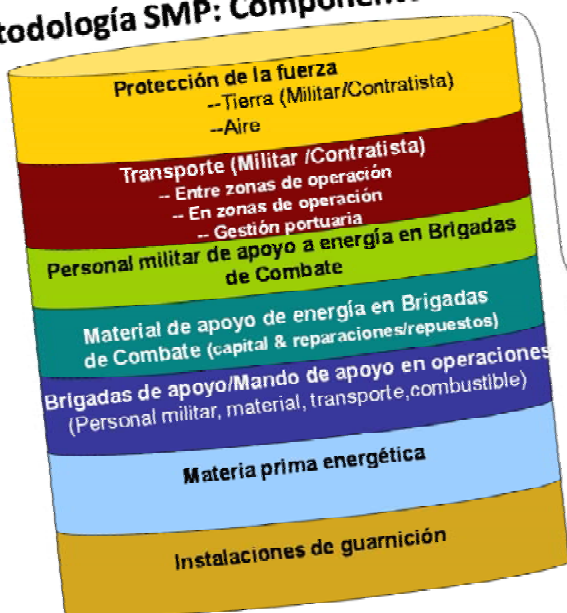 SMP:
Protección de la fuerza
--Tierra (Militar/Contratista)
--Aire
Transporte (Militar /Contratista)
-- Entre zonas de operación
-- En zonas de operación
-- Gestión portuaria
Personal militar de apoyo a energía en Brigadas
de Combate
Material de apoyo de energía en Brigadas
de Combate (capital & reparaciones/repuestos)
Brigadas de apoyo/Mando de apoyo en operaciones
(Personal militar, material, transporte,combustible)
Materia prima energética
Instalaciones de guarnición